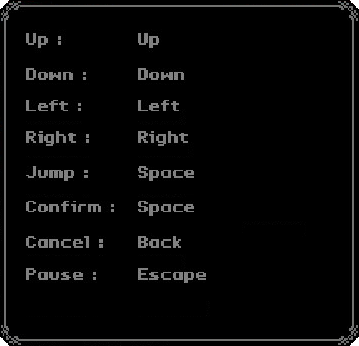 Up : Up
Down : Down
Left : Left
Right : Right
Jump : Space
Confirm : Space
Cancel : Back
Pause : Escape